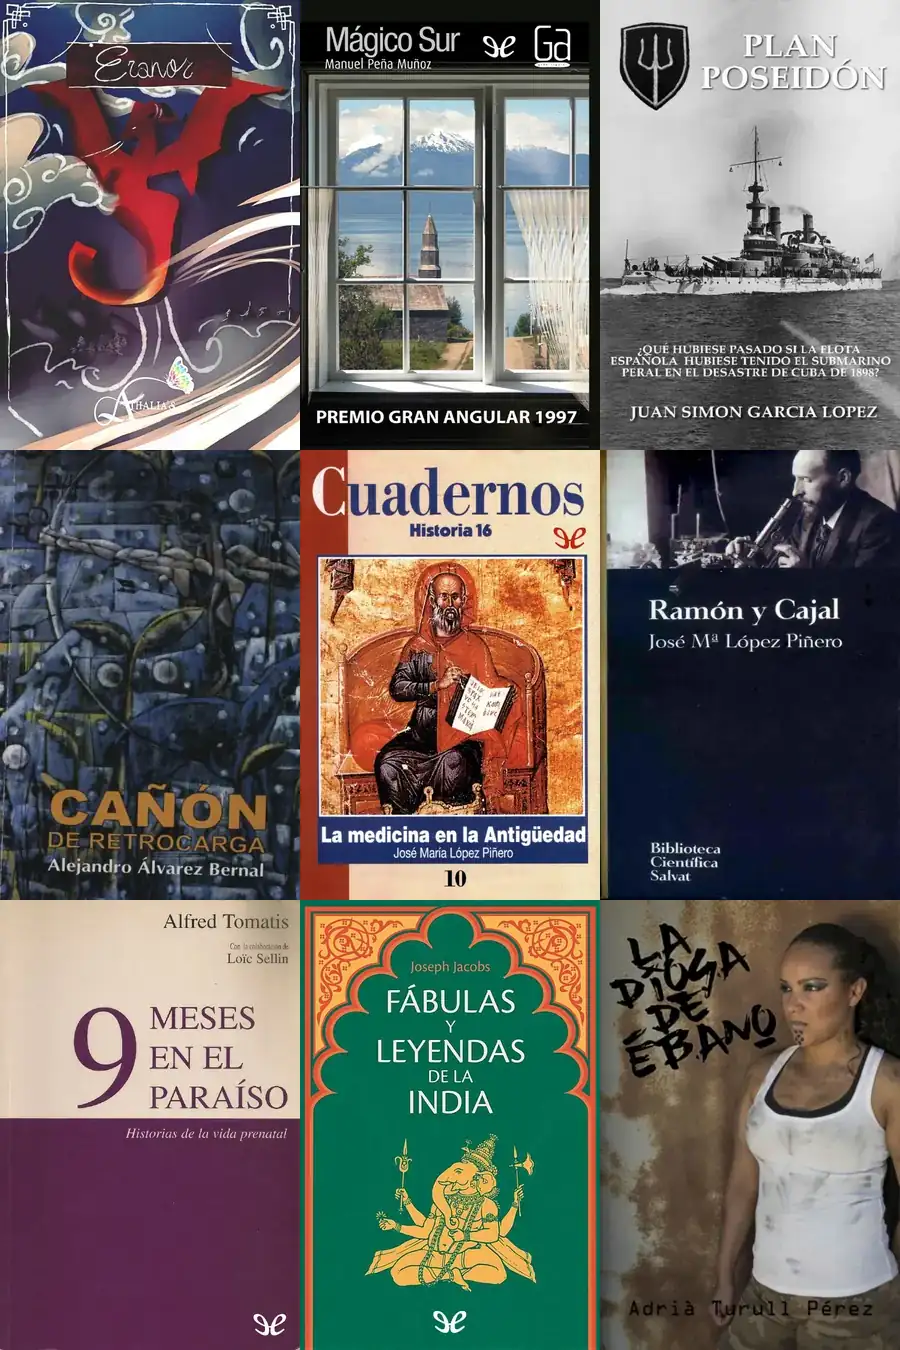 Eranor
ATHALIA'S
Mágico Sur
Manuel Peña Muñoz
Ga
PREMIO GRAN ANGULAR 1997
PLAN
POSEIDÓN
¿QUÉ HUBIESE PASADO SI LA FLOTA
ESPAÑOLA HUBIESE TENIDO EL SUBMARINO
PERAL EN EL DESASTRE DE CUBA DE 1898?
JUAN SIMON GARCIA LOPEZ
CAÑÓN
DE RETROCARGA
Alejandro Álvarez Bernal
Cuadernos
Historia 16
La medicina en la Antigüedad
José María López Piñero
10
Ramón y Cajal
José Mª López Piñero
Biblioteca
Científica
Salvat
Alfred Tomatis
Con la colaboración de
Loïc Sellin
9 MESES
EN EL
PARAÍSO
Historias de la vida prenatal
Joseph Jacobs
FÁBULAS
Y
LEYENDAS
DE LA
INDIA
LA
DIOSA
DE
ÉBANO
Adrià Turull Pérez